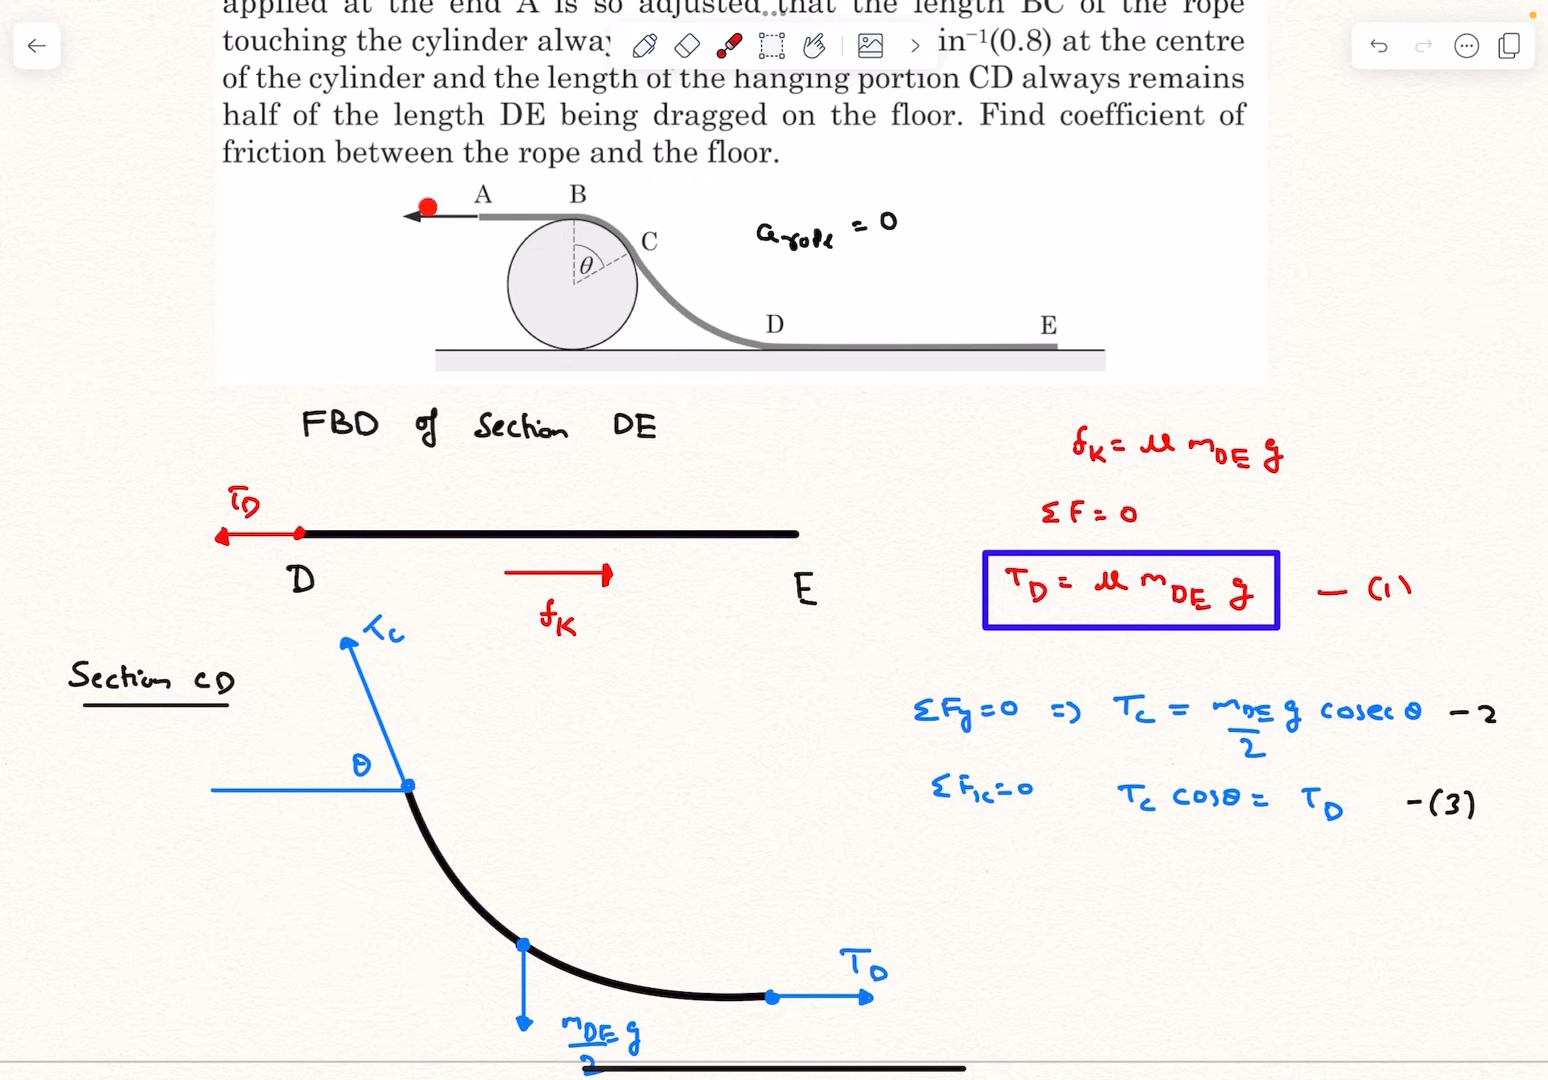 applied at the end A is so adjusted that the length BC of the rope
touching the cylinder in⁻¹(0.8) at the centre
of the cylinder and the length of the hanging portion CD always remains
half of the length DE being dragged on the floor. Find coefficient of
friction between the rope and the floor.
A B
C
θ
D E
a_rope = 0
FBD of Section DE
f_K = μ m_DE g
ΣF = 0
T_D
T_D = μ m_DE g — (1)
D E
f_K
T_C
Section CD
ΣF_y = 0 ⇒ T_C = m_DE/2 g cosec θ - 2
θ
ΣF_x = 0 T_C cosθ = T_D - (3)
T_D
m_DE/2 g